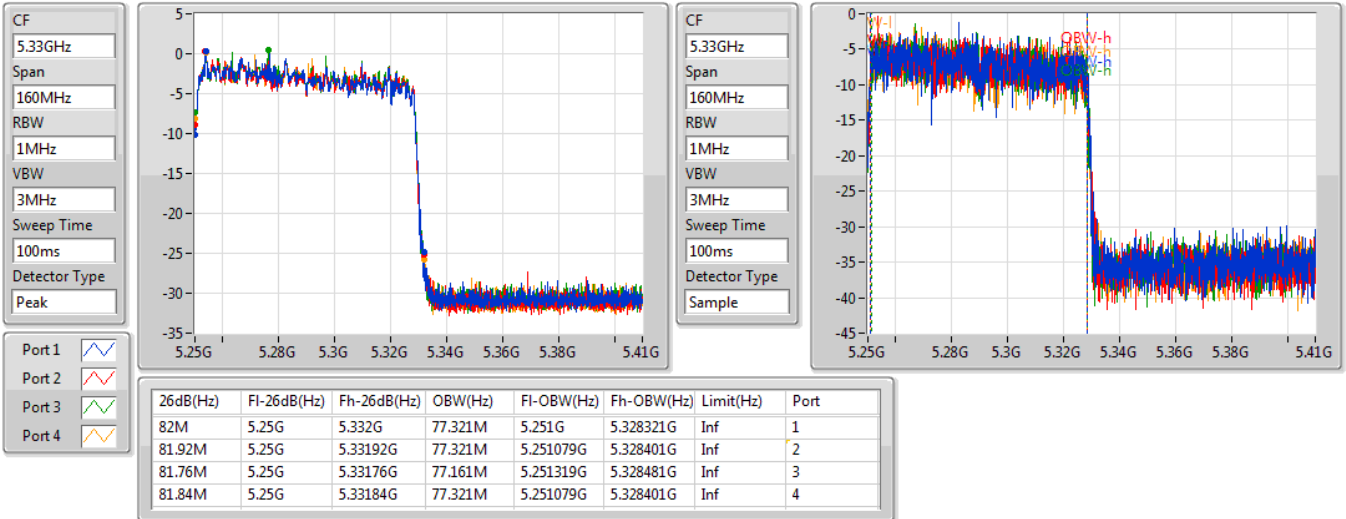 CF
5.33GHz
Span
160MHz
RBW
1MHz
VBW
3MHz
Sweep Time
100ms
Detector Type
Peak
5
0
-5
-10
-15
-20
-25
-30
-35
5.25G 5.28G 5.3G 5.32G 5.34G 5.36G 5.38G 5.41G
CF
5.33GHz
Span
160MHz
RBW
1MHz
VBW
3MHz
Sweep Time
100ms
Detector Type
Sample
0
-5
-10
-15
-20
-25
-30
-35
-40
-45
OBW-h
5.25G 5.28G 5.3G 5.32G 5.34G 5.36G 5.38G 5.41G
Port 1
Port 2
Port 3
Port 4
26dB(Hz) Fl-26dB(Hz) Fh-26dB(Hz) OBW(Hz) Fl-OBW(Hz) Fh-OBW(Hz) Limit(Hz) Port
82M 5.25G 5.332G 77.321M 5.251G 5.328321G Inf 1
81.92M 5.25G 5.33192G 77.321M 5.251079G 5.328401G Inf 2
81.76M 5.25G 5.33176G 77.161M 5.251319G 5.328481G Inf 3
81.84M 5.25G 5.33184G 77.321M 5.251079G 5.328401G Inf 4